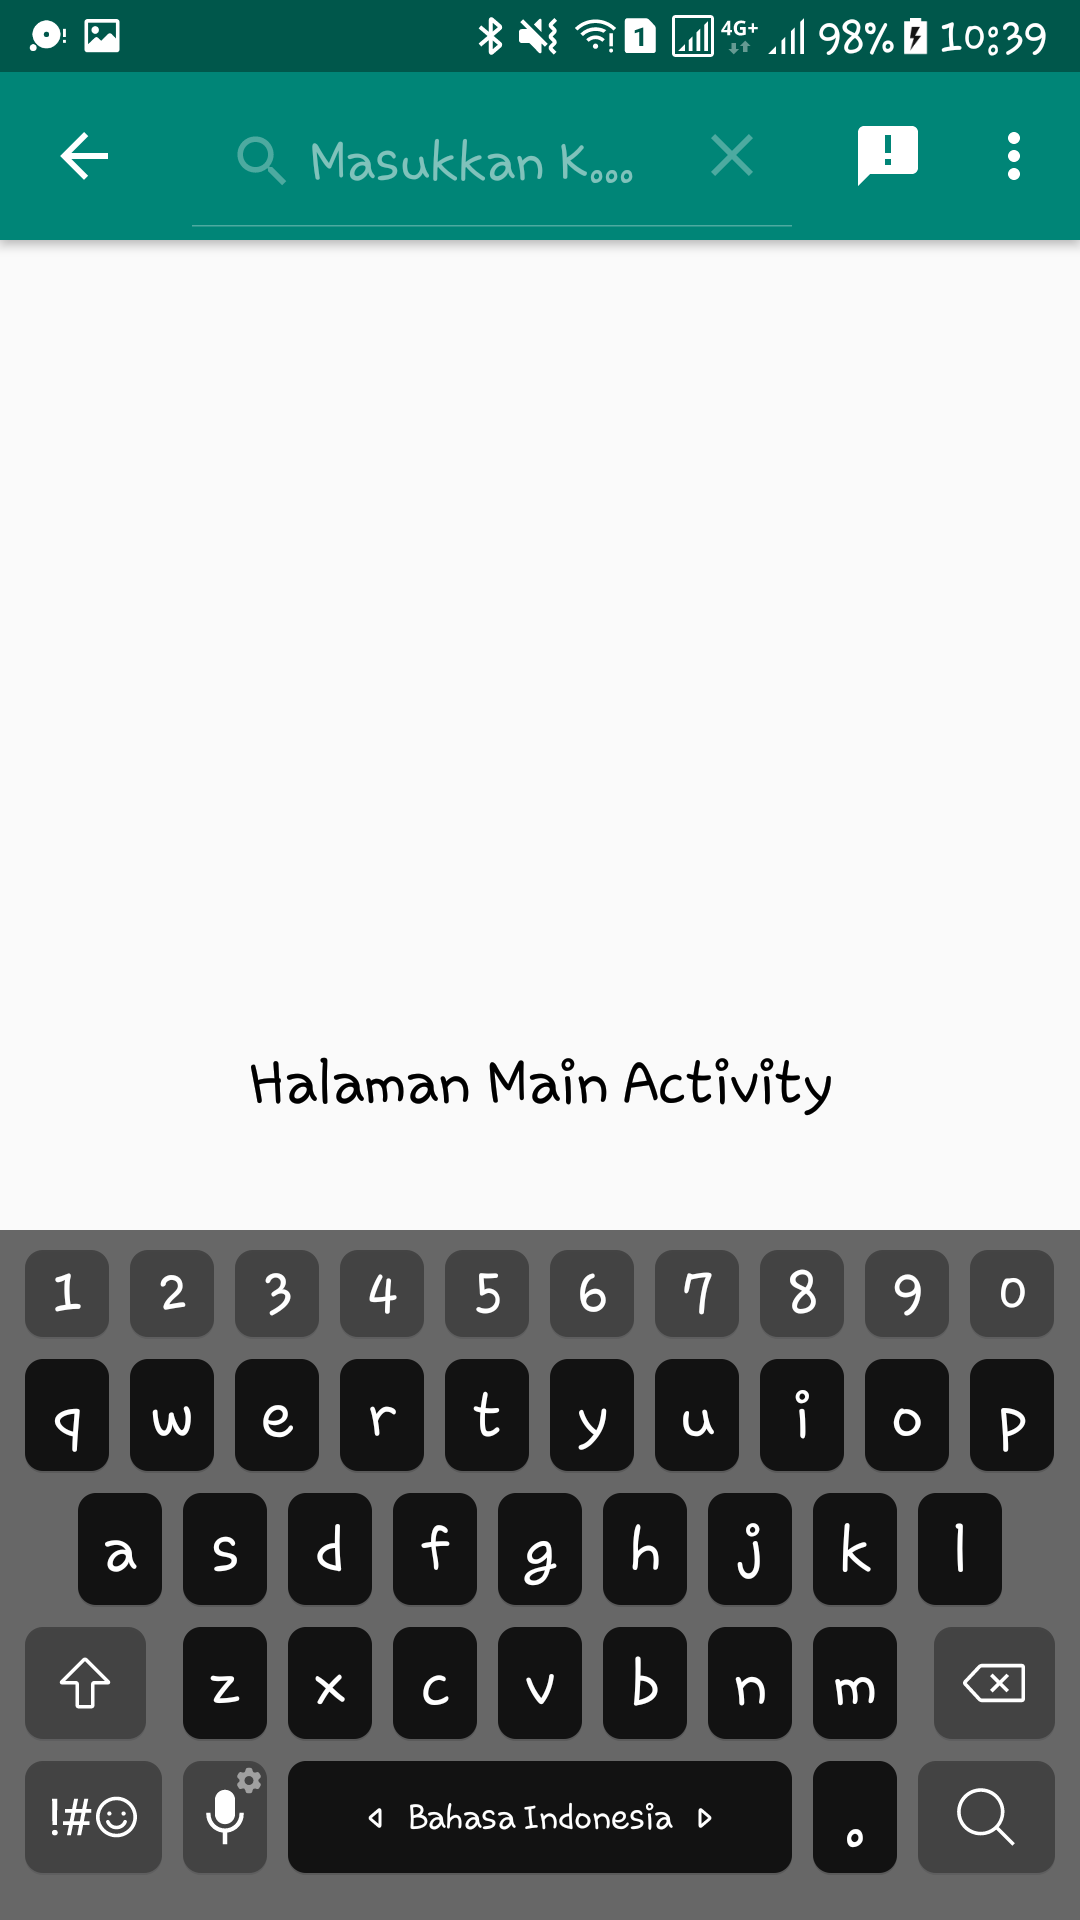 1 4G+ 98% 10:39
Masukkan K...
Halaman Main Activity
1 2 3 4 5 6 7 8 9 0
q w e r t y u i o p
a s d f g h j k l
z x c v b n m
!#☺ Bahasa Indonesia .